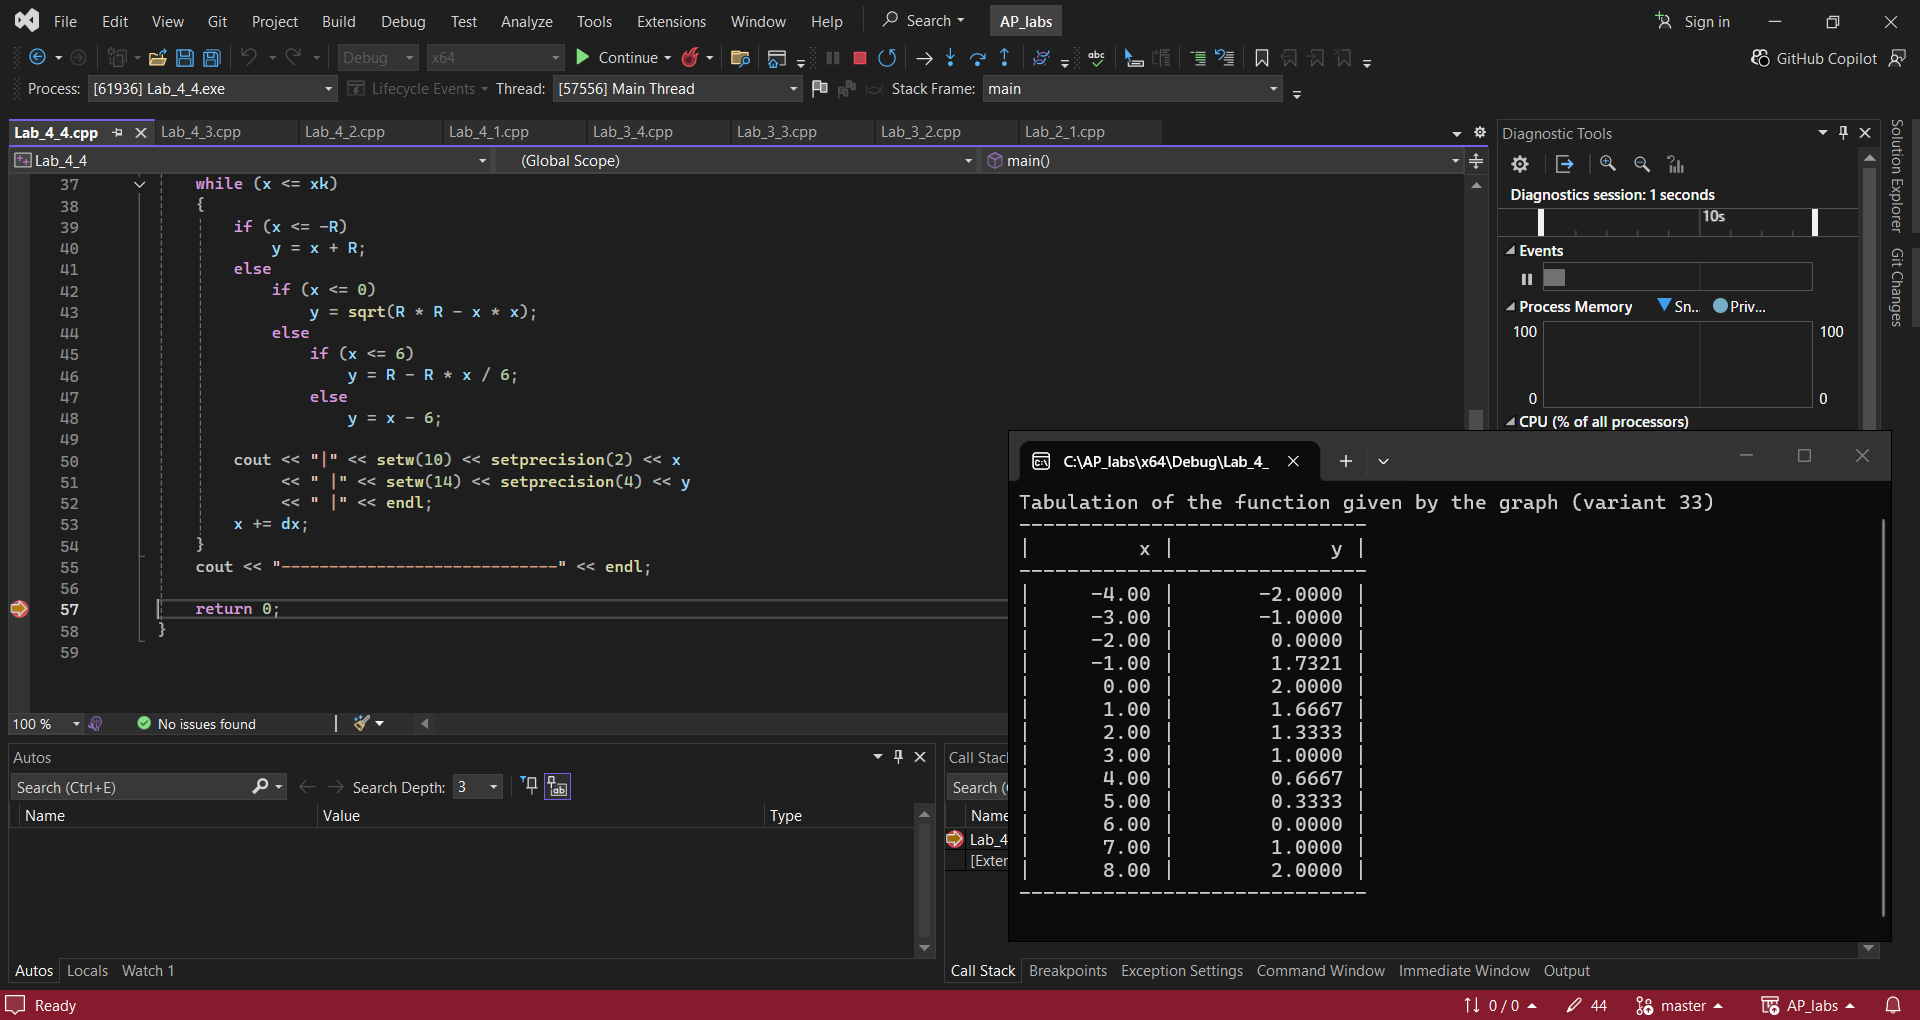 File Edit View Git Project Build Debug Test Analyze Tools Extensions Window Help Search AP_labs Sign in
Debug x64 Continue abc GitHub Copilot
Process: [61936] Lab_4_4.exe Lifecycle Events Thread: [57556] Main Thread Stack Frame: main
Lab_4_4.cpp Lab_4_3.cpp Lab_4_2.cpp Lab_4_1.cpp Lab_3_4.cpp Lab_3_3.cpp Lab_3_2.cpp Lab_2_1.cpp
Lab_4_4 (Global Scope) main()
37 while (x <= xk)
38 {
39 if (x <= -R)
40 y = x + R;
41 else
42 if (x <= 0)
43 y = sqrt(R * R - x * x);
44 else
45 if (x <= 6)
46 y = R - R * x / 6;
47 else
48 y = x - 6;
49
50 cout << "|" << setw(10) << setprecision(2) << x
51 << " |" << setw(14) << setprecision(4) << y
52 << " |" << endl;
53 x += dx;
54 }
55 cout << "-----------------------------" << endl;
56
57 return 0;
58 }
59
100 % No issues found
Diagnostic Tools
Diagnostics session: 1 seconds
10s
Events
Process Memory Sn... Priv...
100 100
0 0
CPU (% of all processors)
Solution Explorer
Git Changes
C:\AP_labs\x64\Debug\Lab_4_
Tabulation of the function given by the graph (variant 33)
-----------------------------
| x | y |
-----------------------------
| -4.00 | -2.0000 |
| -3.00 | -1.0000 |
| -2.00 | 0.0000 |
| -1.00 | 1.7321 |
| 0.00 | 2.0000 |
| 1.00 | 1.6667 |
| 2.00 | 1.3333 |
| 3.00 | 1.0000 |
| 4.00 | 0.6667 |
| 5.00 | 0.3333 |
| 6.00 | 0.0000 |
| 7.00 | 1.0000 |
| 8.00 | 2.0000 |
-----------------------------
Autos
Search (Ctrl+E) Search Depth: 3
Name Value Type
Autos Locals Watch 1
Call Stac
Search (
Name
Lab_4
[Exter
Call Stack Breakpoints Exception Settings Command Window Immediate Window Output
Ready 0 / 0 44 master AP_labs